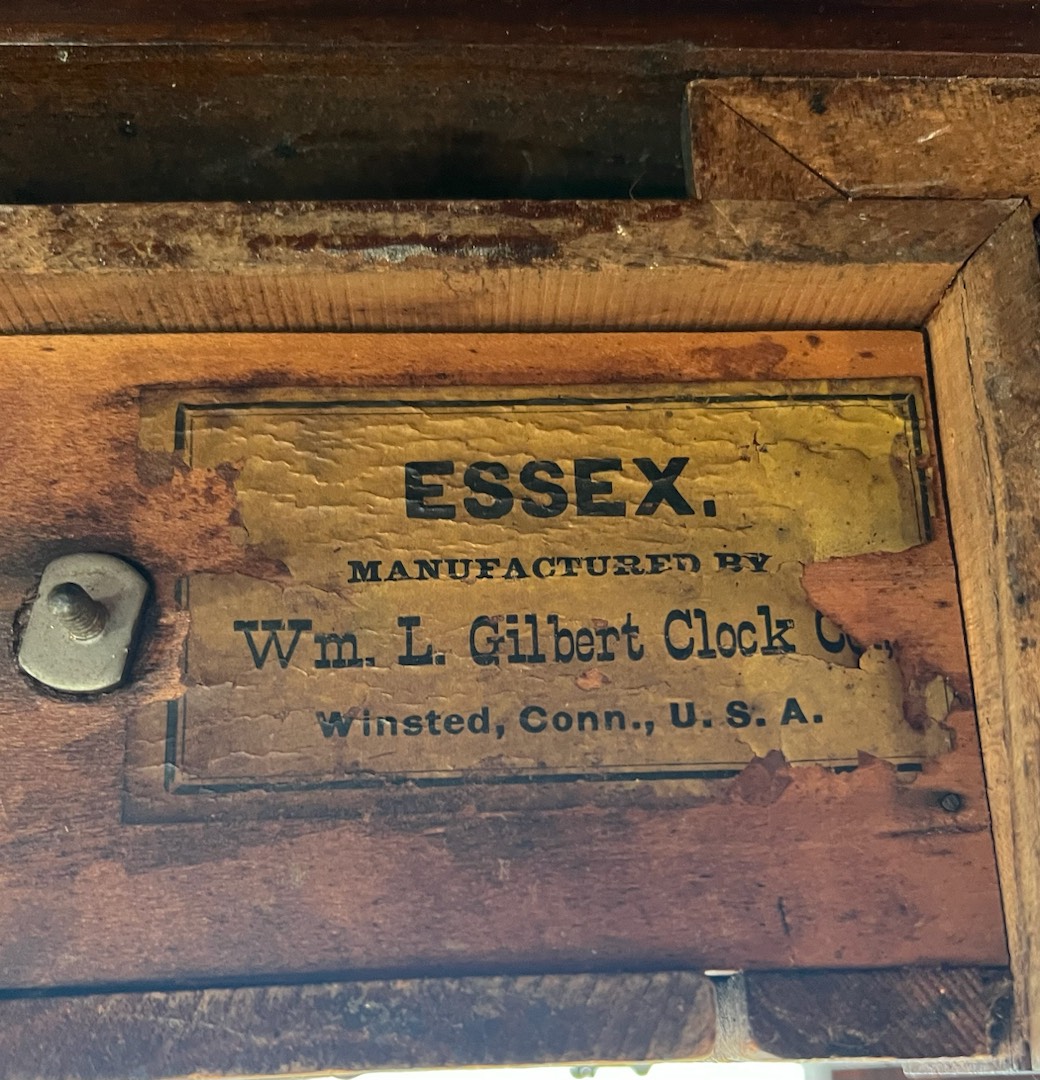 ESSEX.
MANUFACTURED BY
Wm. L. Gilbert Clock
Winsted, Conn., U. S. A.